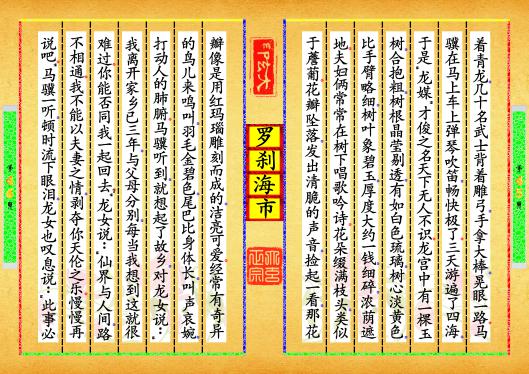 着青龙几十名武士背着雕弓手拿大棒晃眼一路马
骥在马上车上弹琴吹笛畅快极了三天游遍了四海
于是"龙媒"才俊之名天下无人不识龙宫中有一棵玉
树合抱粗树根晶莹剔透有如白色琉璃树心淡黄色
比手臂略细树叶象碧玉厚度大约一钱细碎浓荫遮
地夫妇俩常常在树下唱歌吟诗花朵缀满枝头类似
于薝葡花瓣坠落发出清脆的声音捡起一看那花
罗刹海市
瓣像是用红玛瑙雕刻而成的洁亮可爱经常有奇异
的鸟儿来鸣叫羽毛金碧色尾巴比身体长叫声哀婉
打动人的肺腑马骥听到就想起了故乡对龙女说:
我离开家乡已三年与父母分别每当我想到这就很
难过你能否同我一起回去"龙女说:"仙界与人间路
不相通我不能以夫妻之情剥夺你天伦之乐慢慢再
说吧"马骥一听顿时流下眼泪龙女也叹息说:"此事必